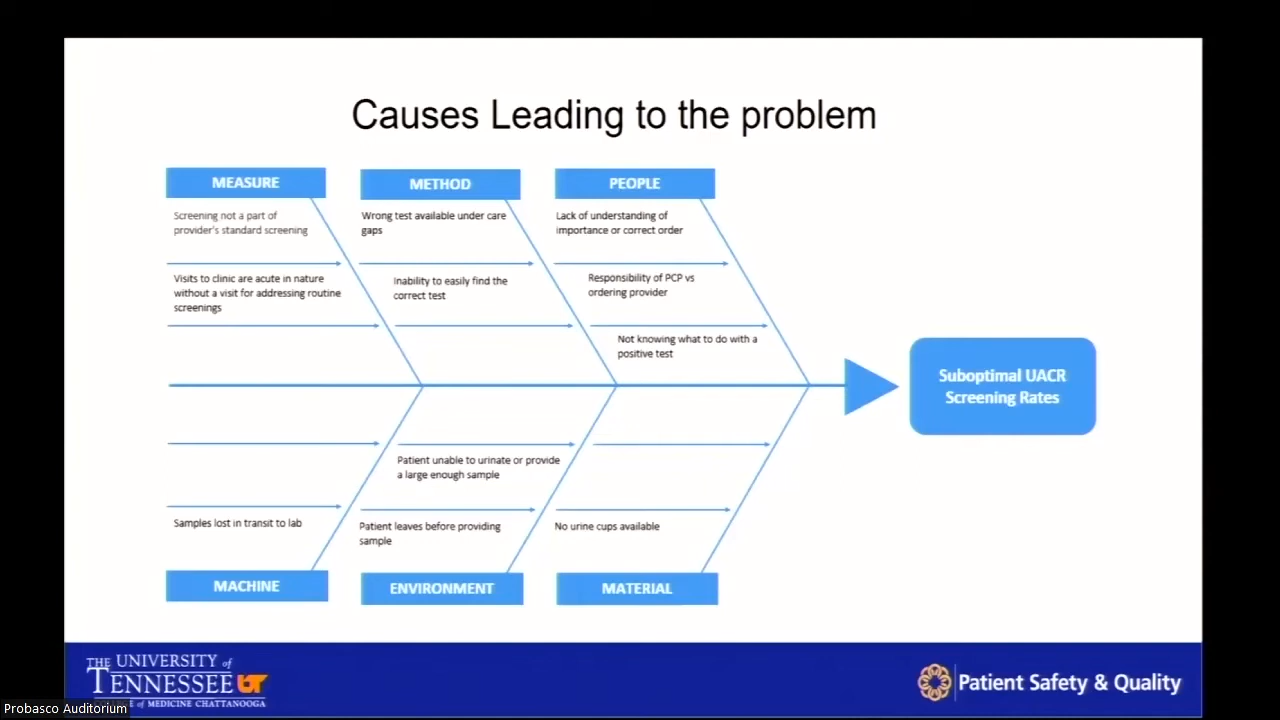 Causes Leading to the problem
MEASURE
METHOD
PEOPLE
Screening not a part of
provider's standard screening
Wrong test available under care
gaps
Lack of understanding of
importance or correct order
Visits to clinic are acute in nature
without a visit for addressing routine
screenings
Inability to easily find the
correct test
Responsibility of PCP vs
ordering provider
Not knowing what to do with a
positive test
Suboptimal UACR
Screening Rates
Patient unable to urinate or provide
a large enough sample
Samples lost in transit to lab
Patient leaves before providing
sample
No urine cups available
MACHINE
ENVIRONMENT
MATERIAL
THE UNIVERSITY of
TENNESSEE UT
of MEDICINE CHATTANOOGA
Patient Safety & Quality
Probasco Auditorium